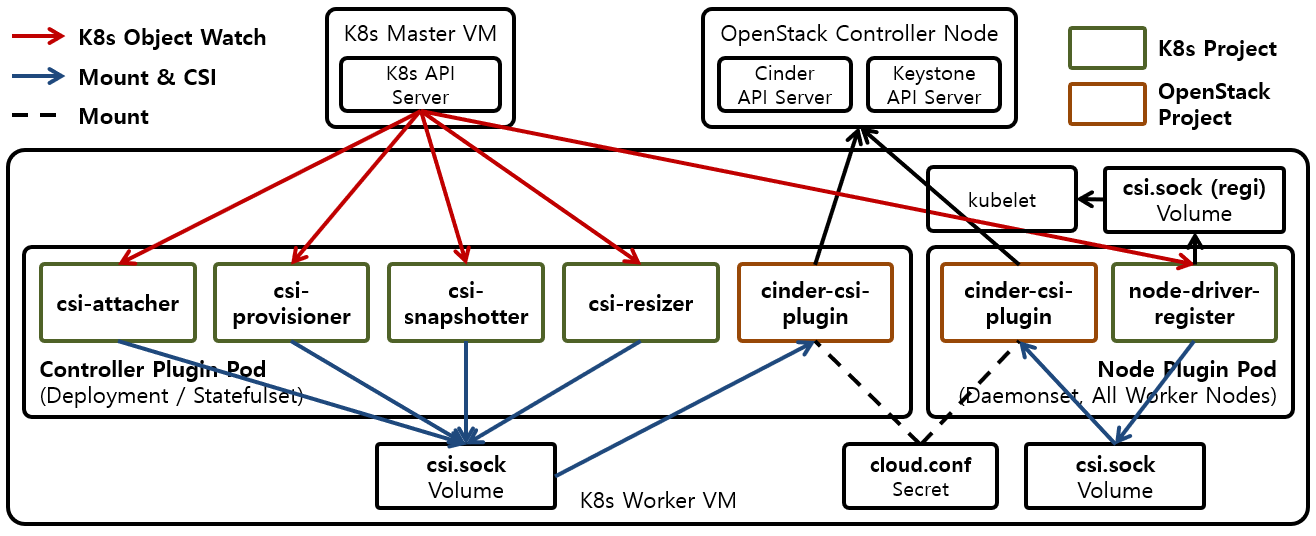 K8s Object Watch
Mount & CSI
Mount
K8s Master VM
K8s API
Server
OpenStack Controller Node
Cinder
API Server
Keystone
API Server
K8s Project
OpenStack
Project
kubelet
csi.sock (regi)
Volume
csi-attacher
csi-
provisioner
csi-
snapshotter
csi-resizer
cinder-csi-
plugin
cinder-csi-
plugin
node-driver-
register
Controller Plugin Pod
(Deployment / Statefulset)
Node Plugin Pod
(Daemonset, All Worker Nodes)
csi.sock
Volume
K8s Worker VM
cloud.conf
Secret
csi.sock
Volume